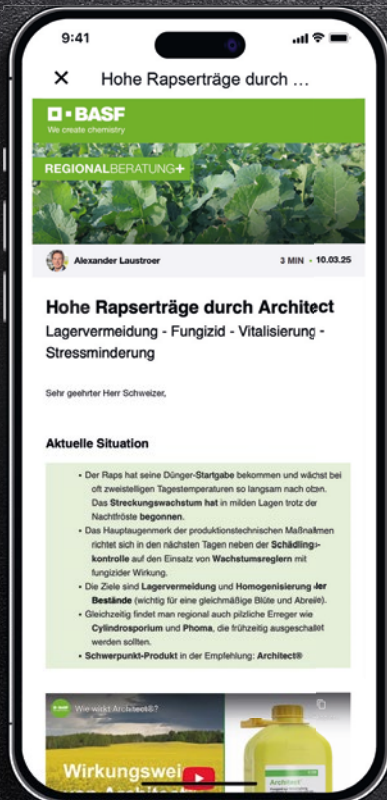 9:41
Hohe Rapserträge durch ...
BASF
We create chemistry
REGIONALBERATUNG+
Alexander Laustroer
3 MIN • 10.03.25
Hohe Rapserträge durch Architect
Lagervermeidung - Fungizid - Vitalisierung -
Stressminderung
Sehr geehrter Herr Schweizer,
Aktuelle Situation
• Der Raps hat seine Dünger-Startgabe bekommen und wächst bei
oft zweistelligen Tagestemperaturen so langsam nach oben.
Das Streckungswachstum hat in milden Lagen trotz der
Nachtfröste begonnen.
• Das Hauptaugenmerk der produktionstechnischen Maßnahmen
richtet sich in den nächsten Tagen neben der Schädlings-
kontrolle auf den Einsatz von Wachstumsreglern mit
fungizider Wirkung.
• Die Ziele sind Lagervermeidung und Homogenisierung der
Bestände (wichtig für eine gleichmäßige Blüte und Abreife).
• Gleichzeitig findet man regional auch pilzliche Erreger wie
Cylindrosporium und Phoma, die frühzeitig ausgeschaltet
werden sollten.
• Schwerpunkt-Produkt in der Empfehlung: Architect®
Wie wirkt Architect®?
Wirkungswei
Architect